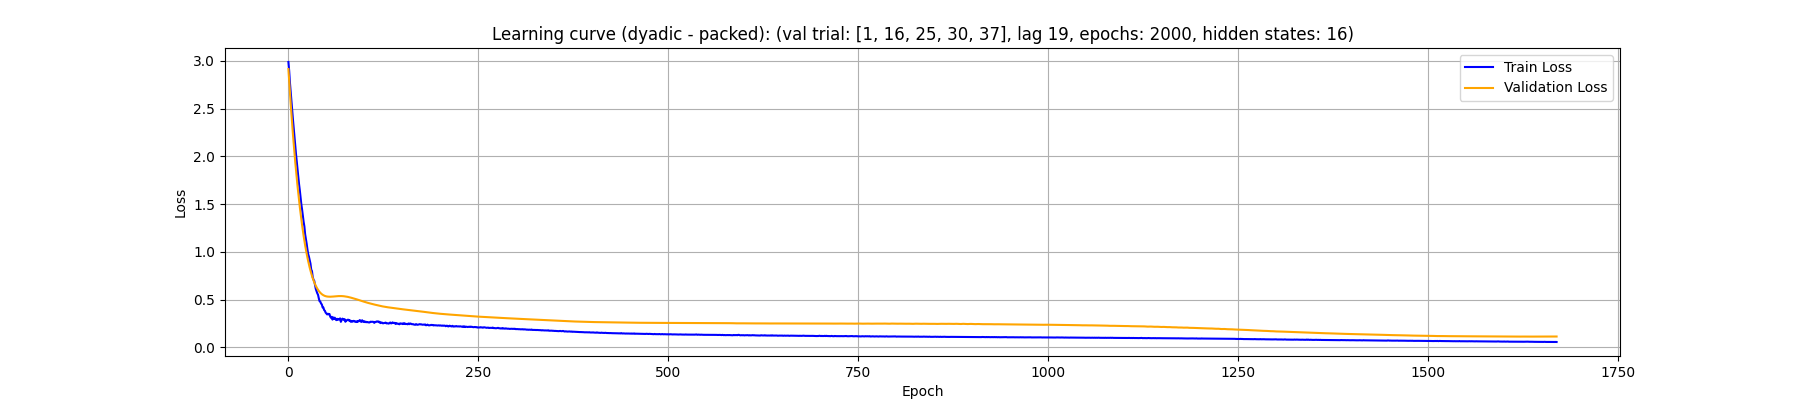 Learning curve (dyadic - packed): (val trial: [1, 16, 25, 30, 37], lag 19, epochs: 2000, hidden states: 16)
Train Loss
Validation Loss
Loss
3.0
2.5
2.0
1.5
1.0
0.5
0.0
0 250 500 750 1000 1250 1500 1750
Epoch